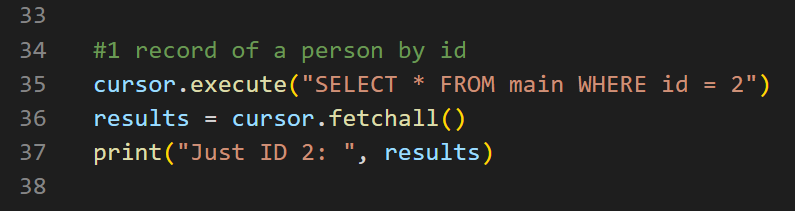 33
34 #1 record of a person by id
35 cursor.execute("SELECT * FROM main WHERE id = 2")
36 results = cursor.fetchall()
37 print("Just ID 2: ", results)
38